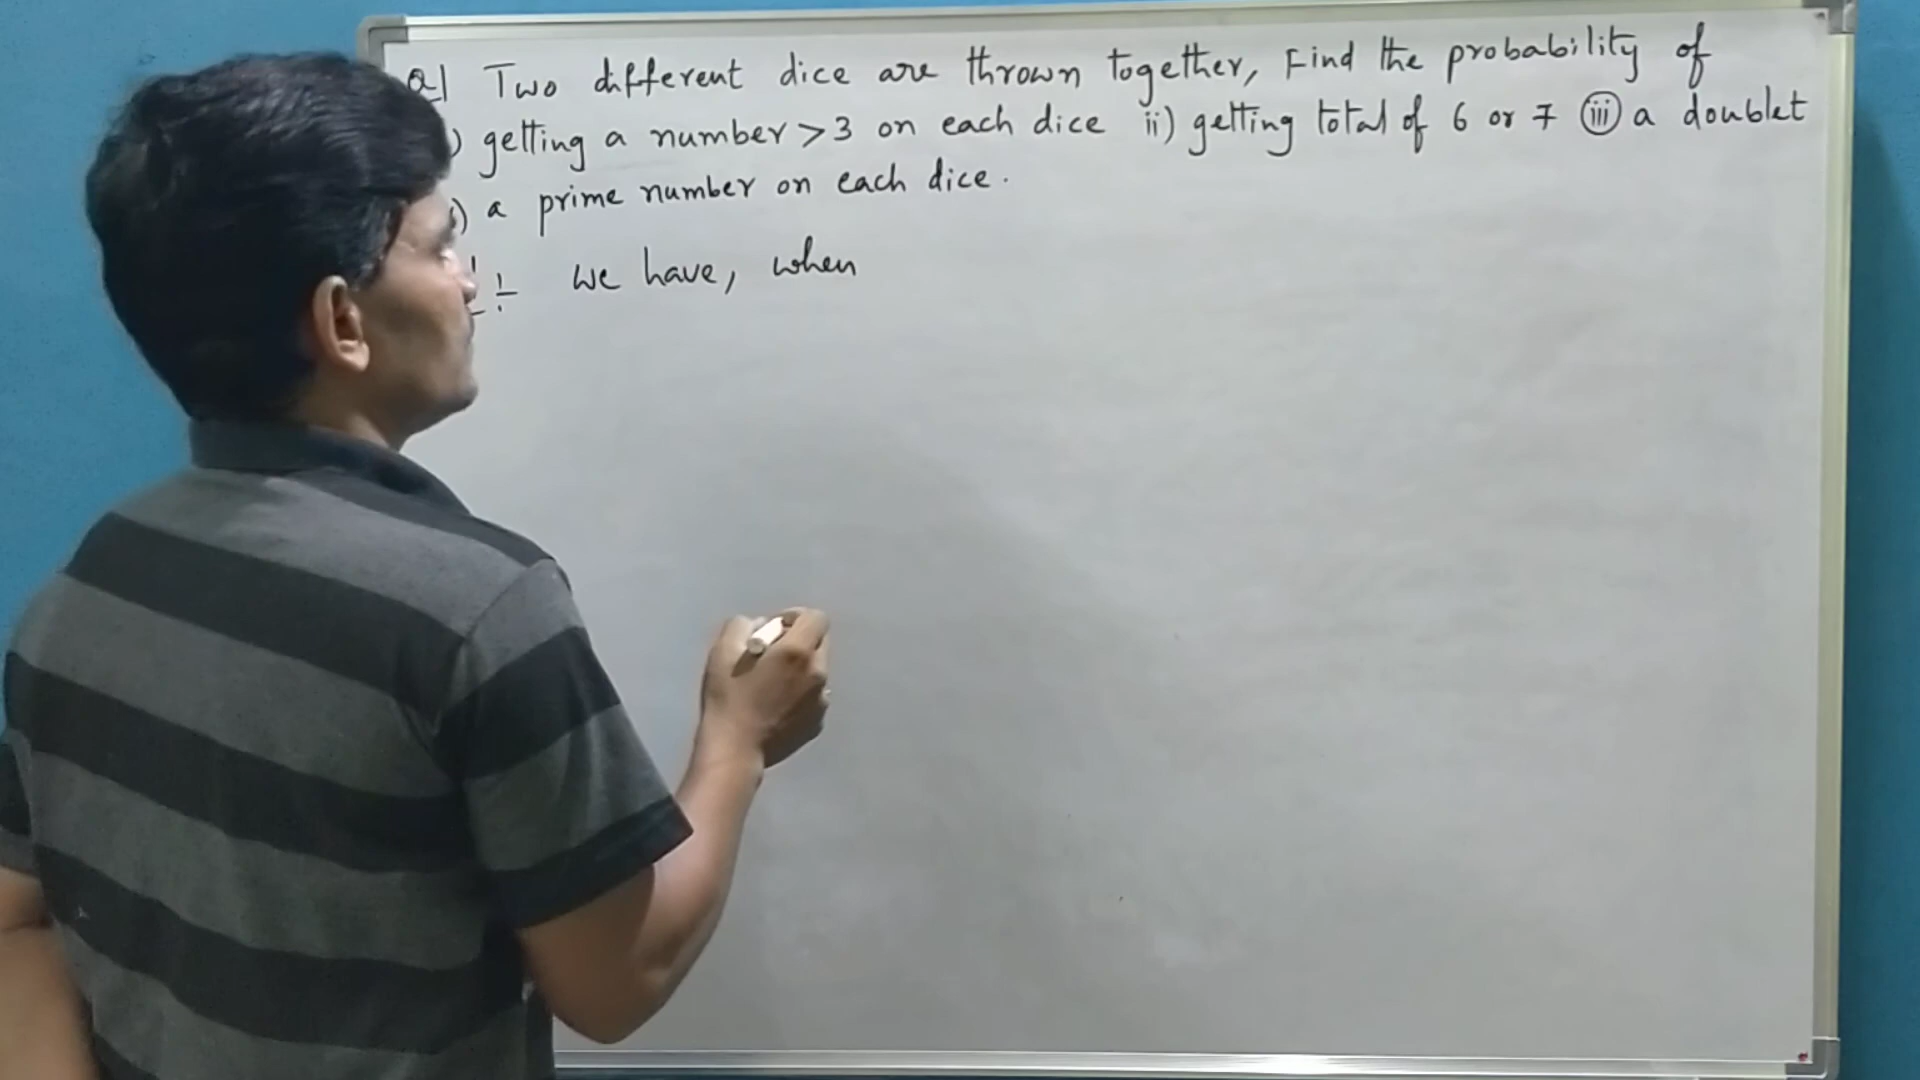 Q1 Two different dice are thrown together, Find the probability of
) getting a number >3 on each dice ii) getting total of 6 or 7 (iii) a doublet
) a prime number on each dice.
we have, when